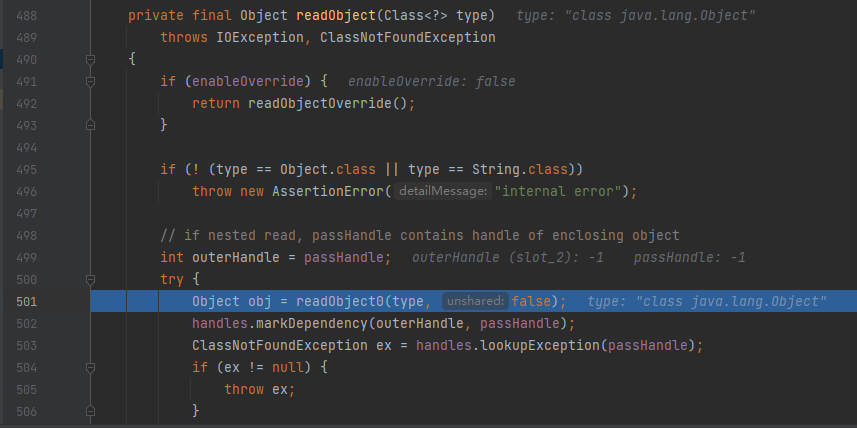 488 private final Object readObject(Class<?> type) type: "class java.lang.Object"
489 throws IOException, ClassNotFoundException
490 {
491 if (enableOverride) { enableOverride: false
492 return readObjectOverride();
493 }
494
495 if (! (type == Object.class || type == String.class))
496 throw new AssertionError( detailMessage: "internal error");
497
498 // if nested read, passHandle contains handle of enclosing object
499 int outerHandle = passHandle; outerHandle (slot_2): -1 passHandle: -1
500 try {
501 Object obj = readObject0(type, unshared: false); type: "class java.lang.Object"
502 handles.markDependency(outerHandle, passHandle);
503 ClassNotFoundException ex = handles.lookupException(passHandle);
504 if (ex != null) {
505 throw ex;
506 }